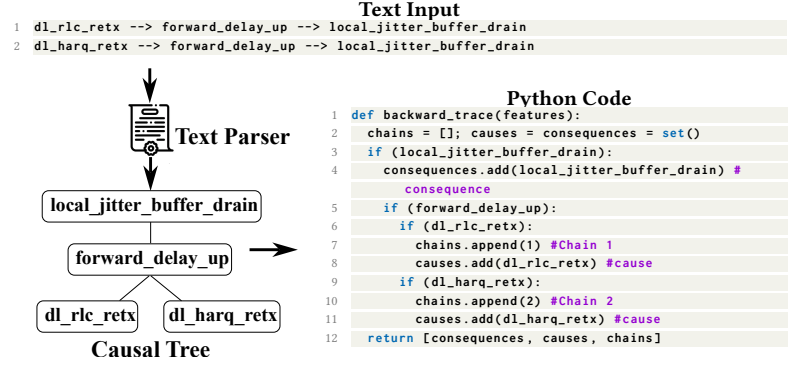 Text Input
1 dl_rlc_retx --> forward_delay_up --> local_jitter_buffer_drain
2 dl_harq_retx --> forward_delay_up --> local_jitter_buffer_drain
Text Parser
local_jitter_buffer_drain
forward_delay_up
dl_rlc_retx dl_harq_retx
Causal Tree
Python Code
1 def backward_trace(features):
2 chains = []; causes = consequences = set()
3 if (local_jitter_buffer_drain):
4 consequences.add(local_jitter_buffer_drain) #
consequence
5 if (forward_delay_up):
6 if (dl_rlc_retx):
7 chains.append(1) #Chain 1
8 causes.add(dl_rlc_retx) #cause
9 if (dl_harq_retx):
10 chains.append(2) #Chain 2
11 causes.add(dl_harq_retx) #cause
12 return [consequences, causes, chains]